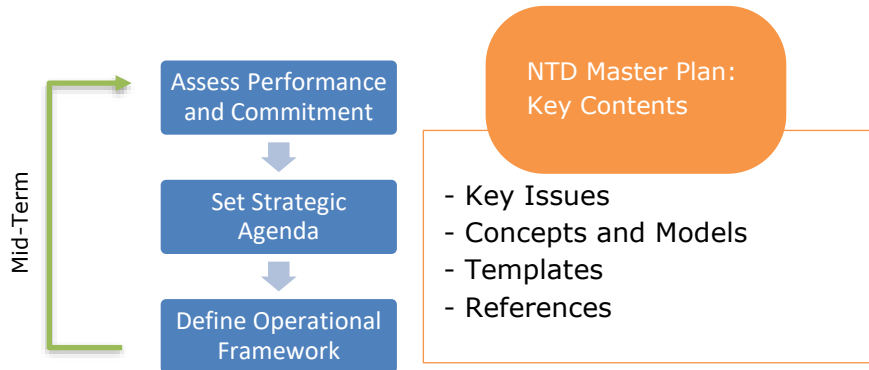 Mid-Term
Assess Performance
and Commitment
Set Strategic
Agenda
Define Operational
Framework
NTD Master Plan:
Key Contents
- Key Issues
- Concepts and Models
- Templates
- References